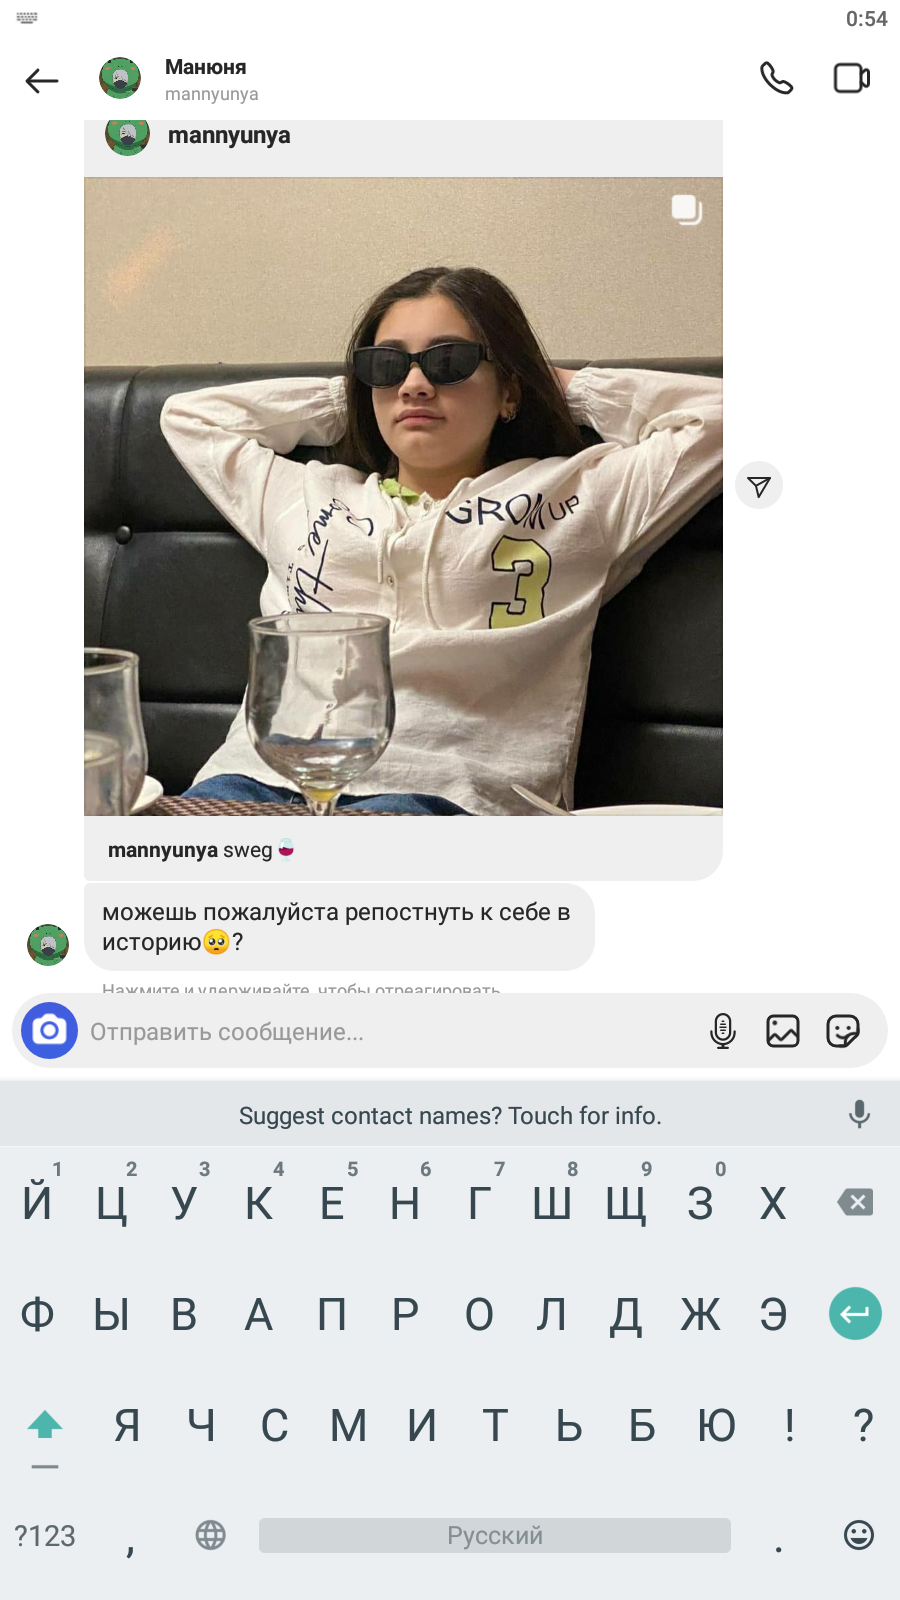 0:54
Манюня
mannyunya
mannyunya
some
GROW UP
3
mannyunya sweg🍷
можешь пожалуйста репостнуть к себе в
историю🥺?
Нажмите и удерживайте, чтобы отреагировать
Отправить сообщение...
Suggest contact names? Touch for info.
1 2 3 4 5 6 7 8 9 0
Й Ц У К Е Н Г Ш Щ З Х
Ф Ы В А П Р О Л Д Ж Э
Я Ч С М И Т Ь Б Ю ! ?
?123 , Русский .